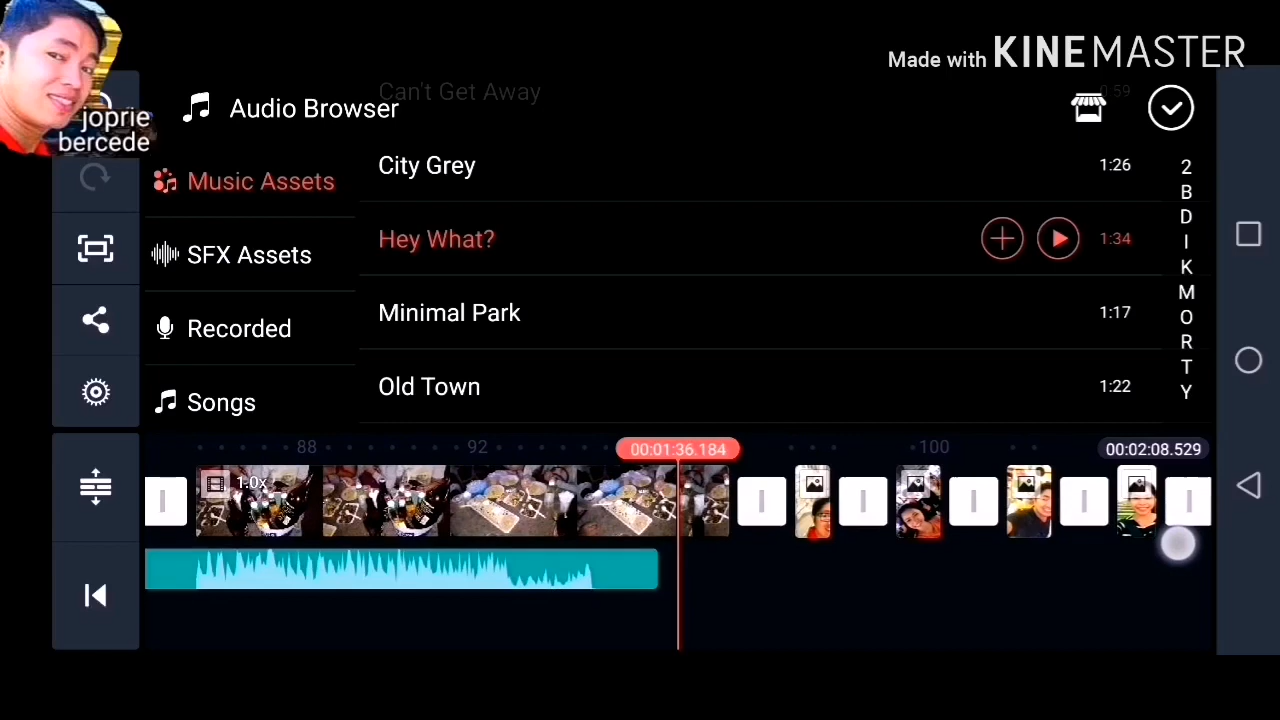 Made with KINEMASTER
Can't Get Away
0:59
joprie
bercede
Audio Browser
Music Assets
SFX Assets
Recorded
Songs
City Grey
1:26
Hey What?
1:34
Minimal Park
1:17
Old Town
1:22
2
B
D
I
K
M
O
R
T
Y
88
92
00:01:36.184
100
00:02:08.529
1.0x